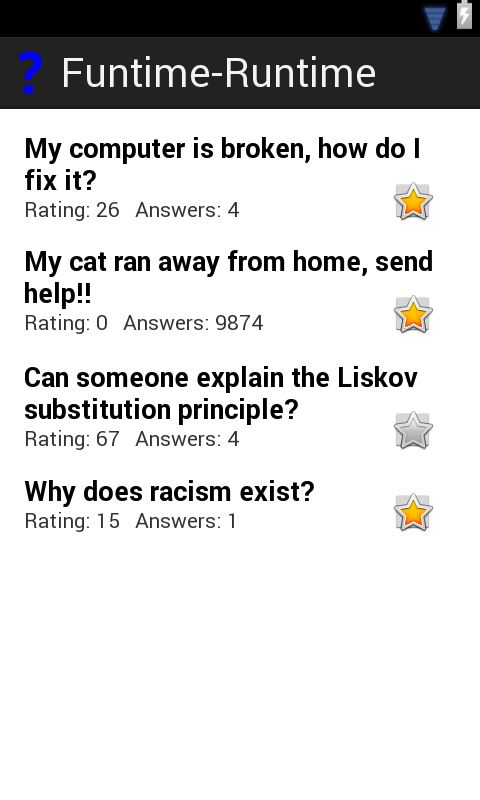 ? Funtime-Runtime
My computer is broken, how do I
fix it?
Rating: 26 Answers: 4
My cat ran away from home, send
help!!
Rating: 0 Answers: 9874
Can someone explain the Liskov
substitution principle?
Rating: 67 Answers: 4
Why does racism exist?
Rating: 15 Answers: 1